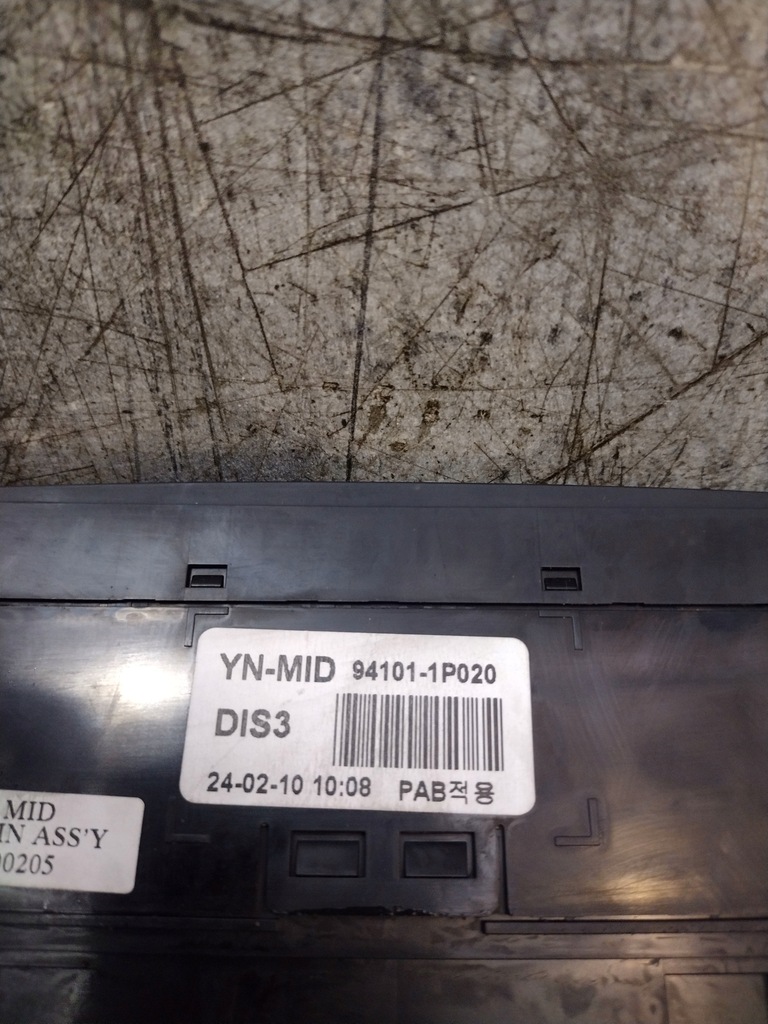 YN-MID 94101-1P020
DIS3
24-02-10 10:08 PAB적용
MID
IN ASS'Y
00205